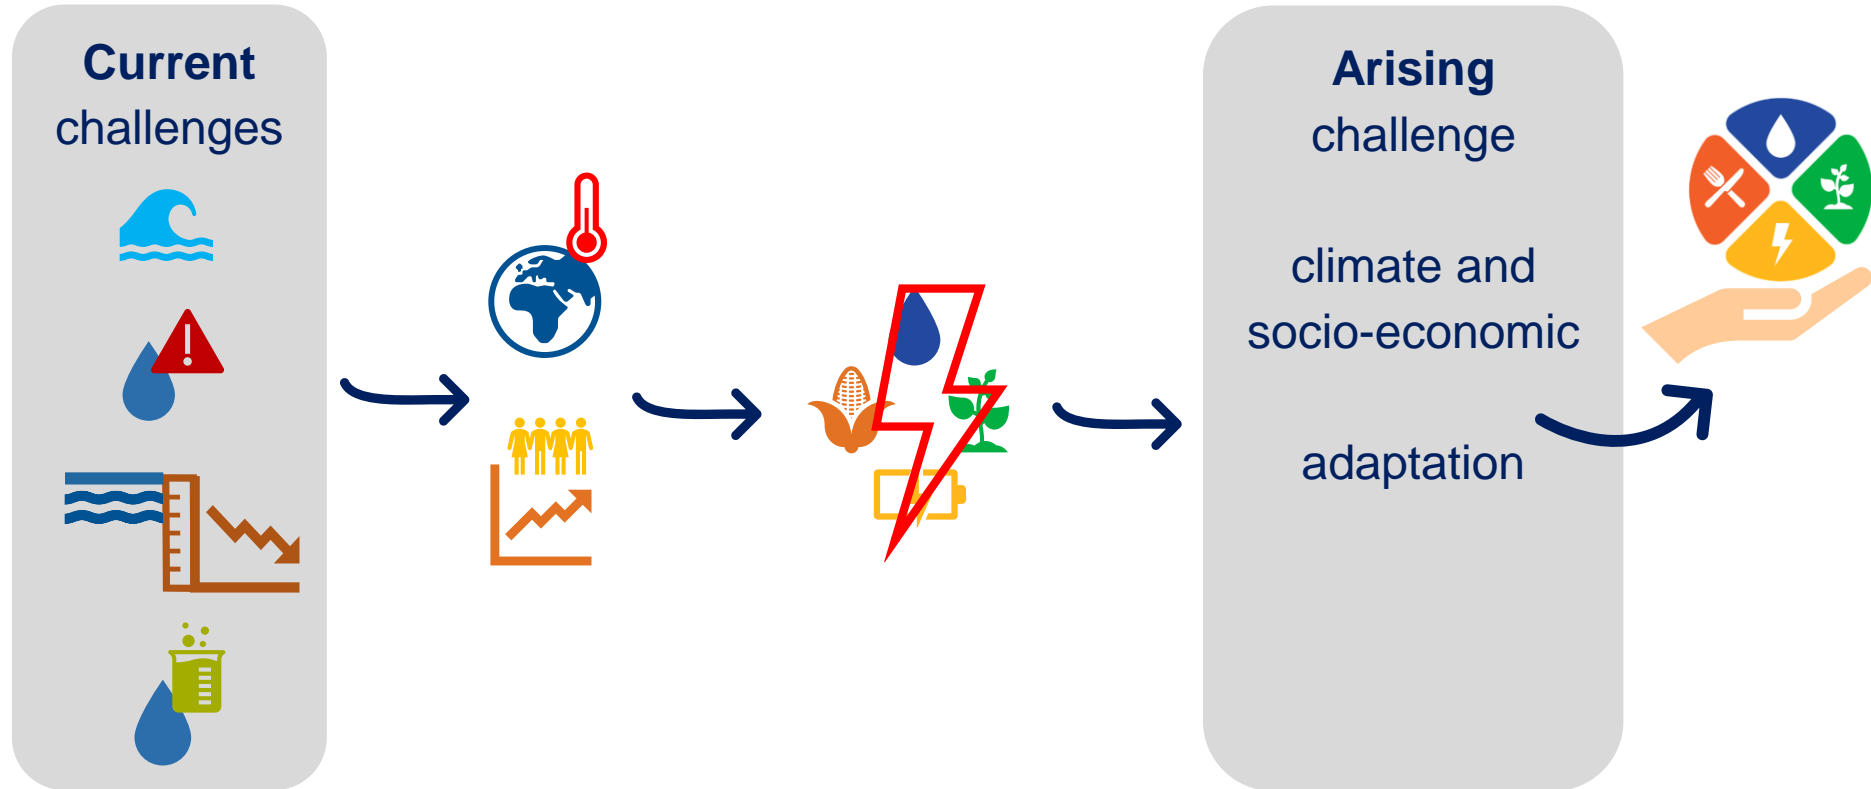 Current
challenges
Arising
challenge
climate and
socio-economic
adaptation